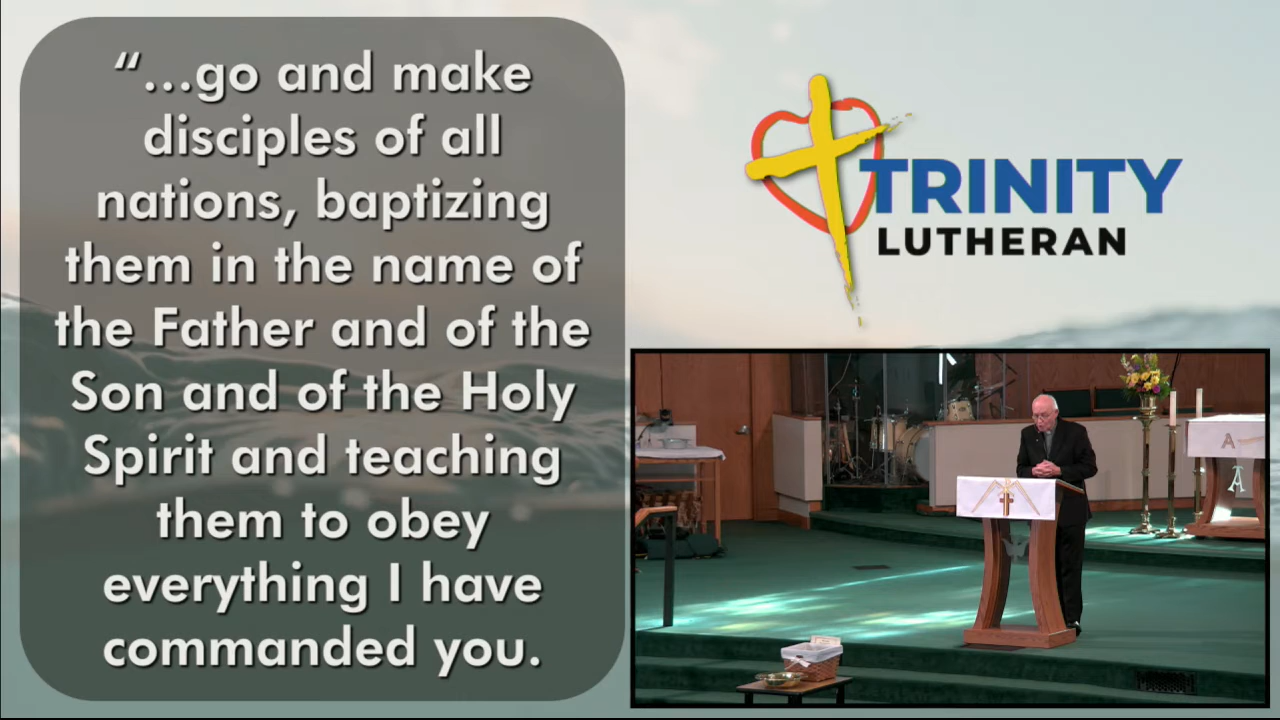 “...go and make
disciples of all
nations, baptizing
them in the name of
the Father and of the
Son and of the Holy
Spirit and teaching
them to obey
everything I have
commanded you.
TRINITY
LUTHERAN
A
A